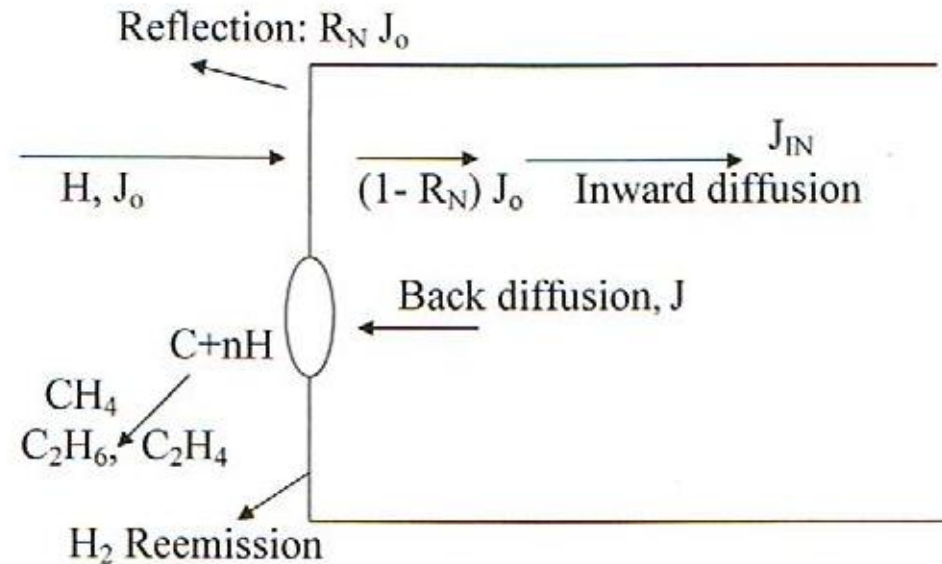 Reflection: R_N J_o
H, J_o
(1- R_N) J_o
J_IN
Inward diffusion
Back diffusion, J
C+nH
CH_4
C_2H_6, C_2H_4
H_2 Reemission